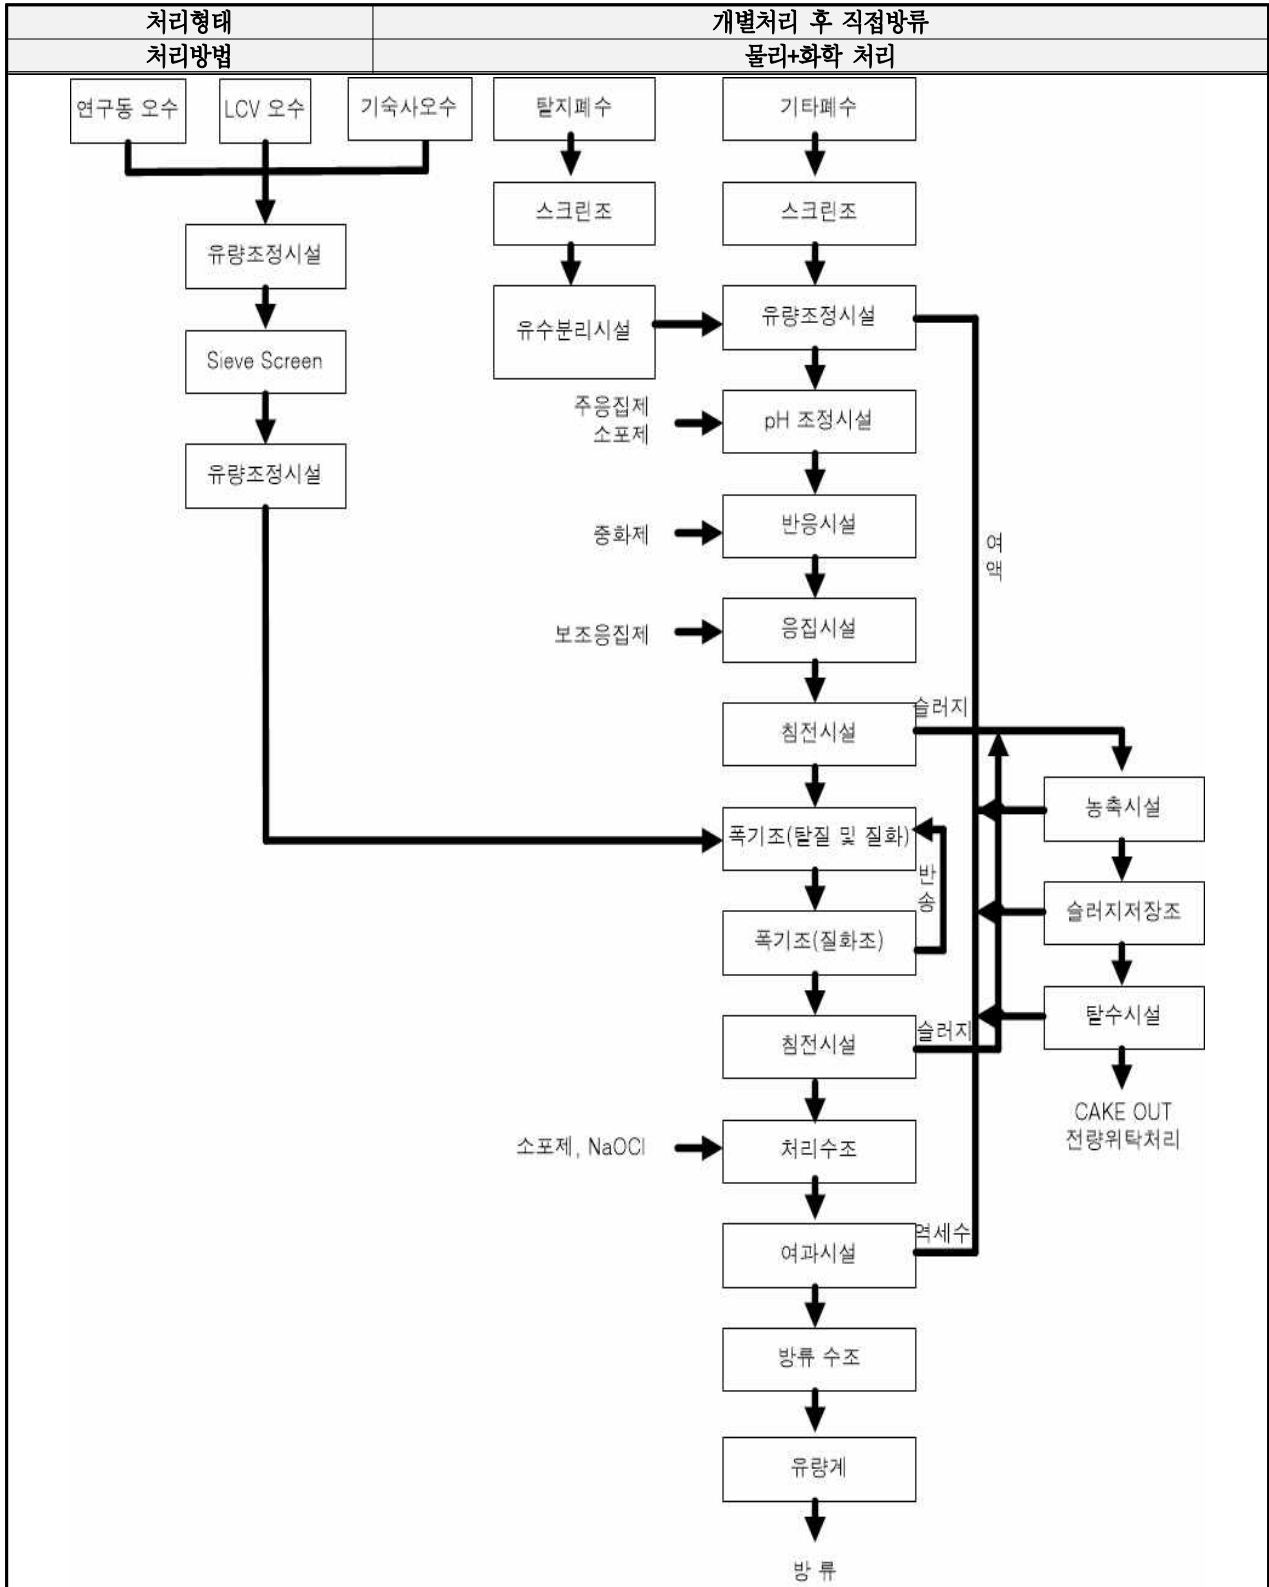 처리형태
개별처리 후 직접방류
처리방법
물리+화학 처리
연구동 오수
LCV 오수
기숙사오수
탈지폐수
기타폐수
스크린조
스크린조
유량조정시설
유수분리시설
유량조정시설
Sieve Screen
주응집제
소포제
pH 조정시설
유량조정시설
중화제
반응시설
여
액
보조응집제
응집시설
슬러지
침전시설
농축시설
폭기조(탈질 및 질화)
반
송
슬러지저장조
폭기조(질화조)
탈수시설
침전시설
슬러지
CAKE OUT
전량위탁처리
소포제, NaOCl
처리수조
역세수
여과시설
방류 수조
유량계
방 류